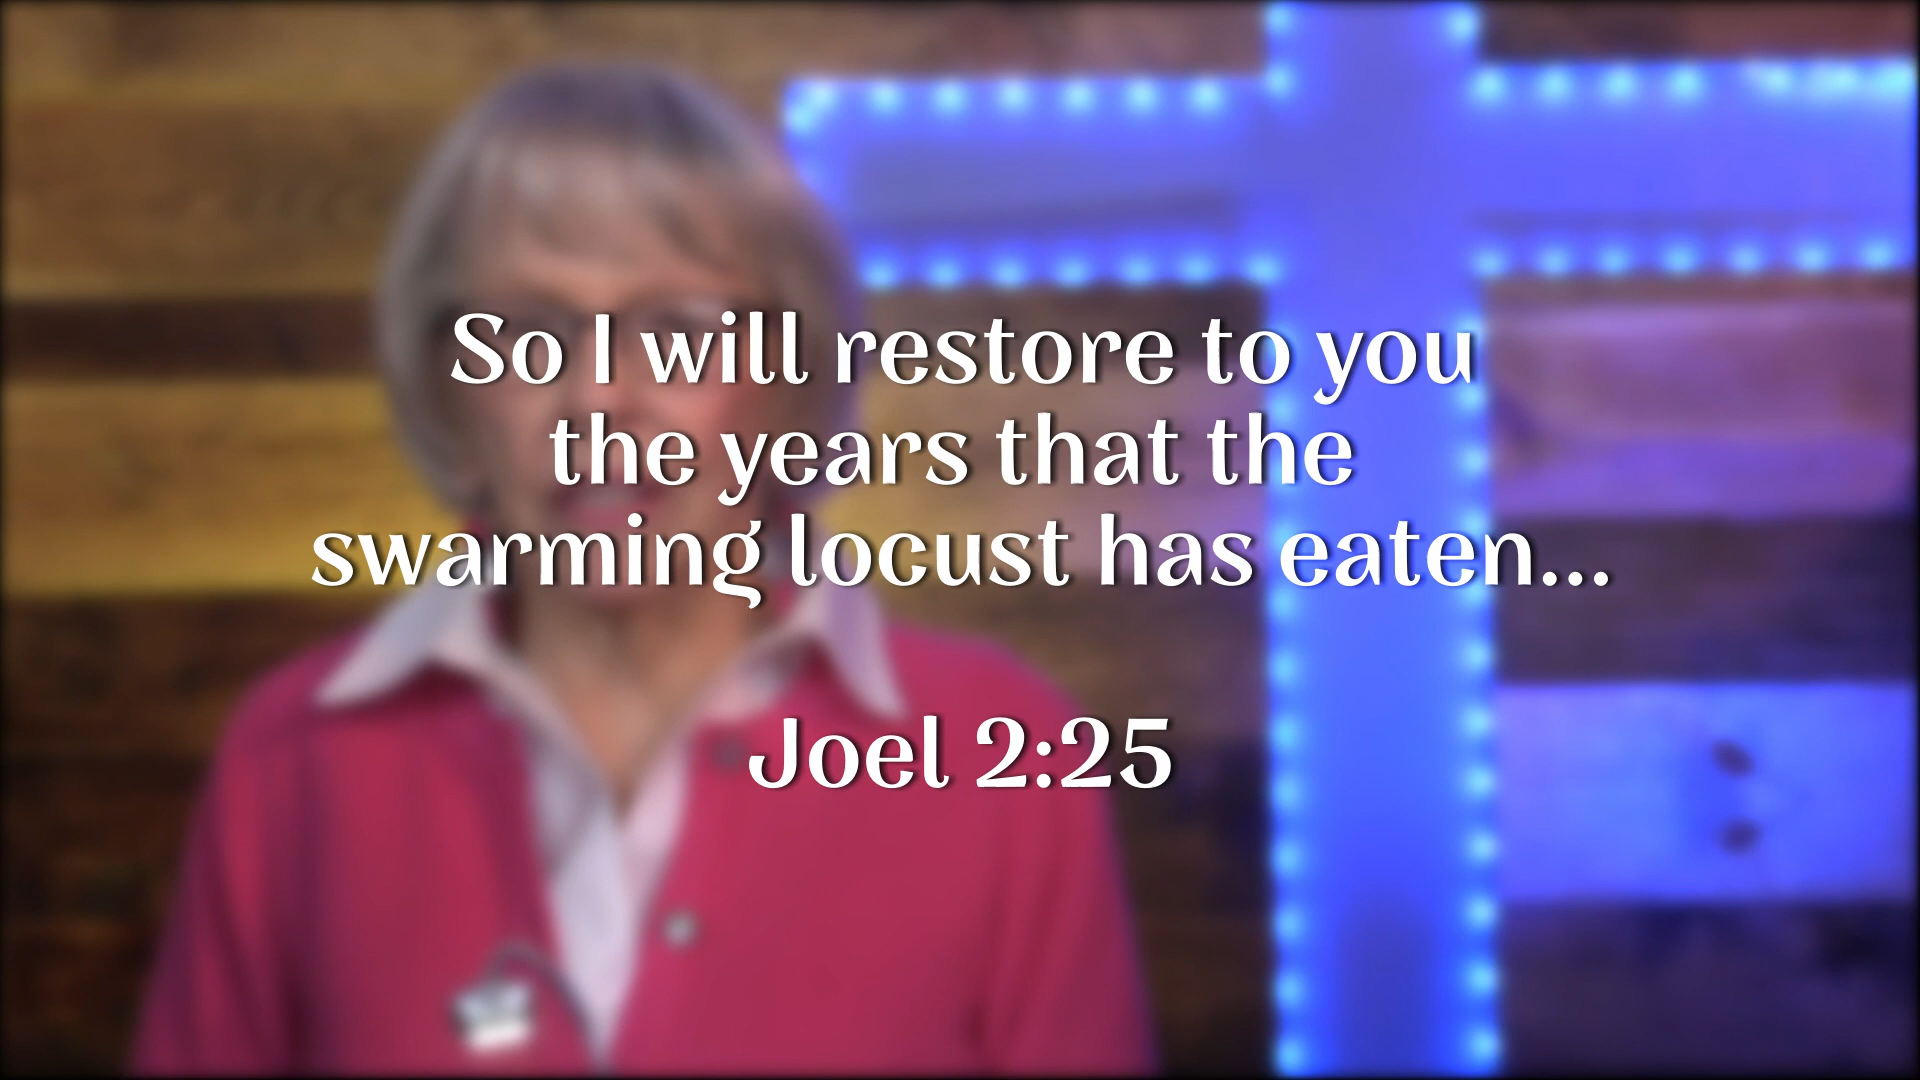 So I will restore to you
the years that the
swarming locust has eaten...
Joel 2:25